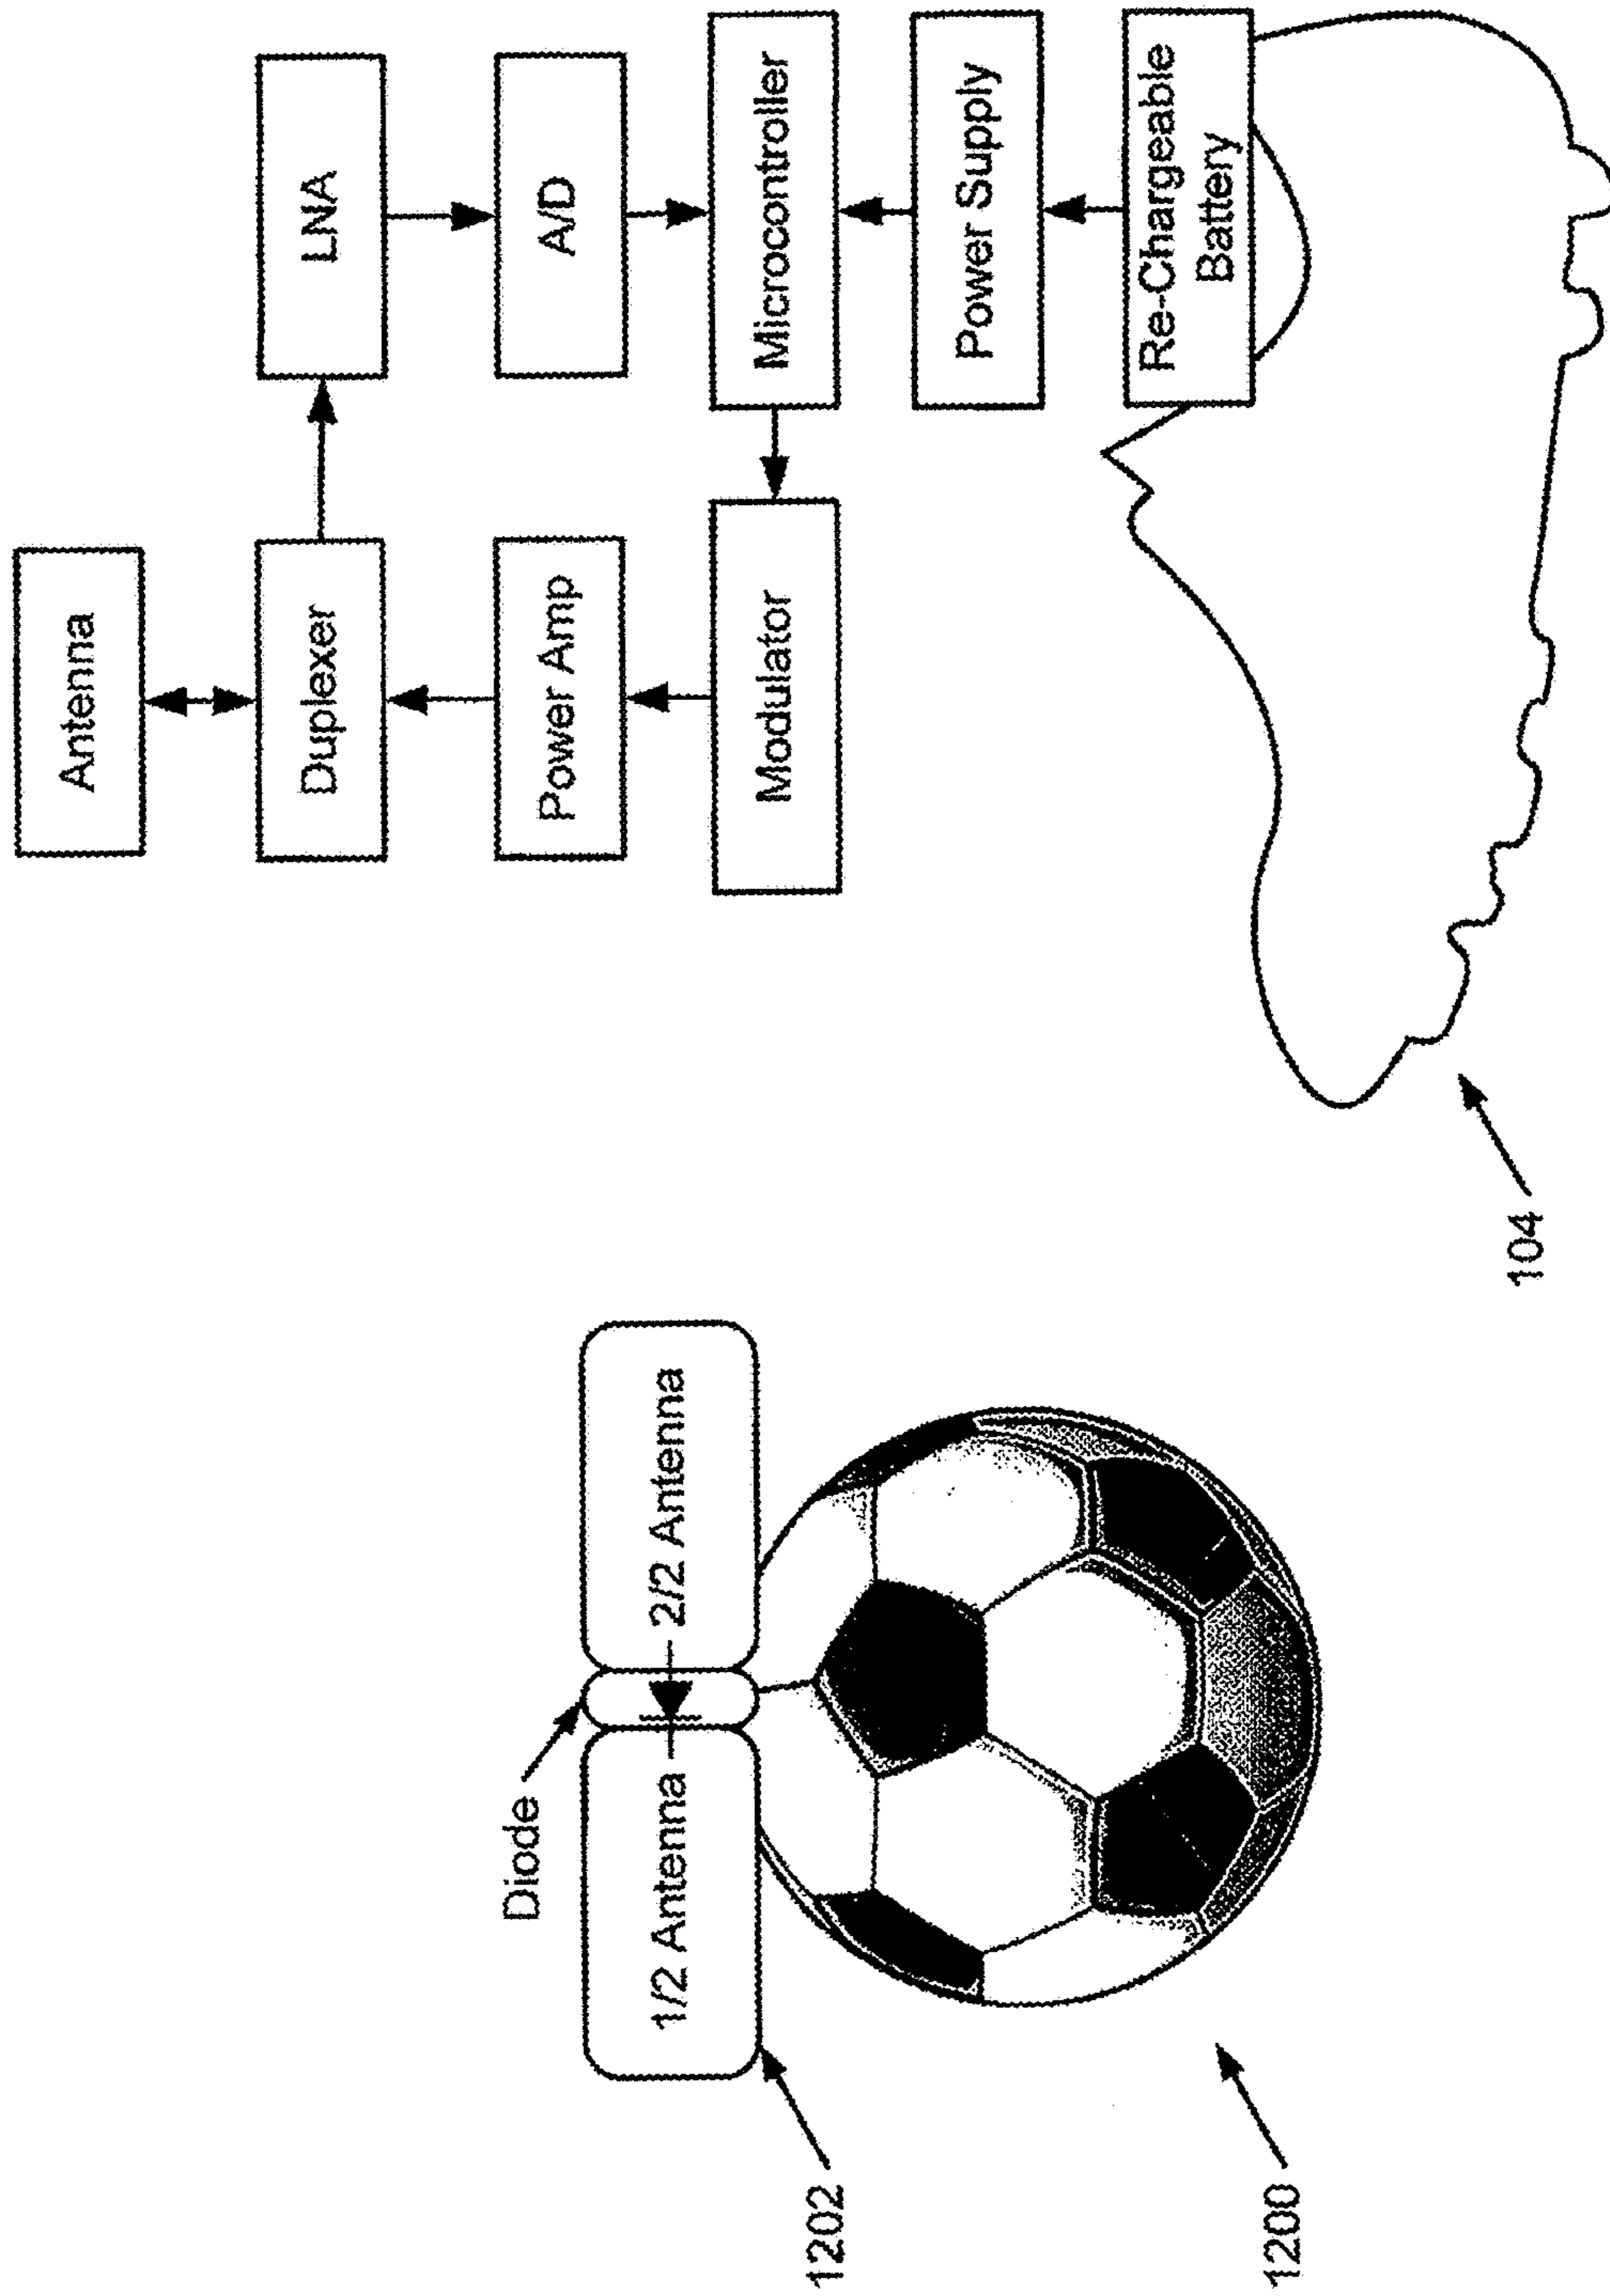 Antenna
Duplexer
LNA
Power Amp
A/D
Modulator
Microcontroller
Power Supply
Re-Chargeable
Battery
104
Diode
1/2 Antenna
2/2 Antenna
1202
1200